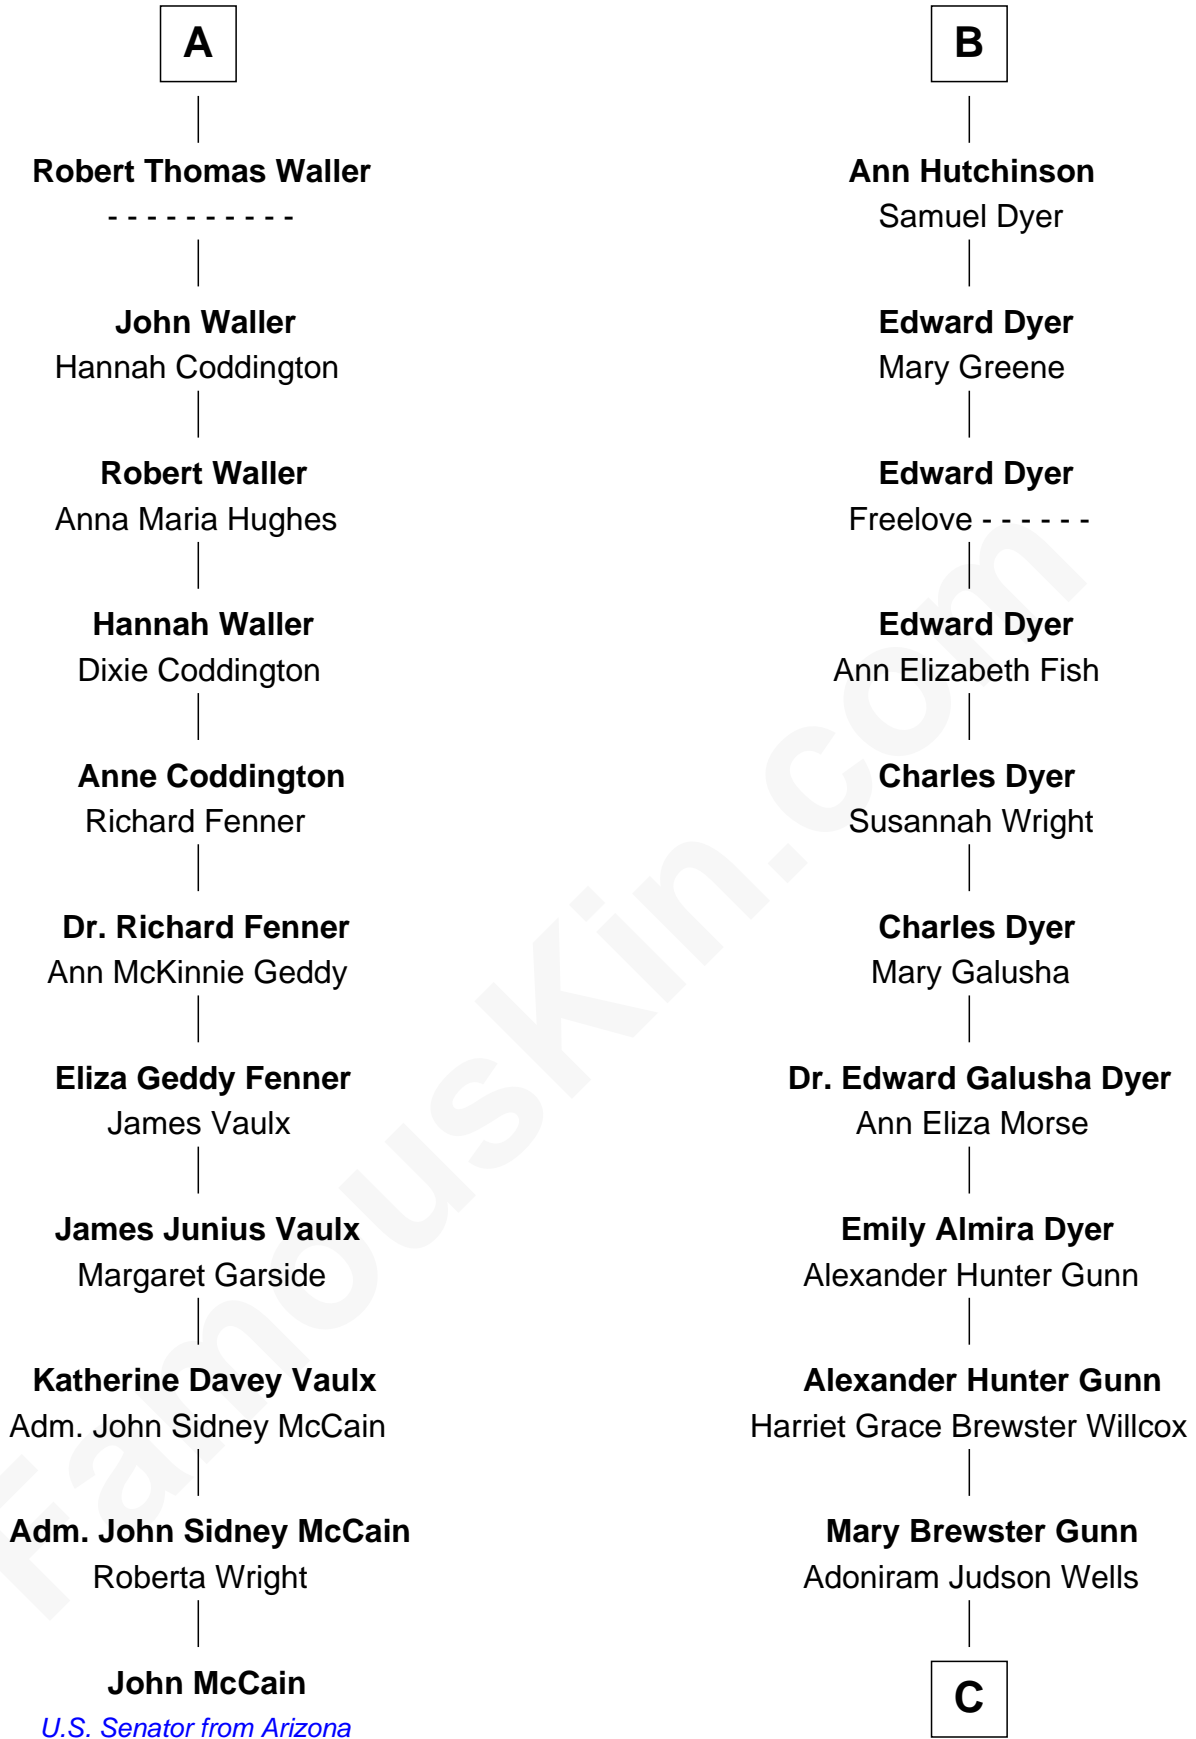 A
Robert Thomas Waller
- - - - - - - - - -
John Waller
Hannah Coddington
Robert Waller
Anna Maria Hughes
Hannah Waller
Dixie Coddington
Anne Coddington
Richard Fenner
Dr. Richard Fenner
Ann McKinnie Geddy
Eliza Geddy Fenner
James Vaulx
James Junius Vaulx
Margaret Garside
Katherine Davey Vaulx
Adm. John Sidney McCain
Adm. John Sidney McCain
Roberta Wright
John McCain
U.S. Senator from Arizona
B
Ann Hutchinson
Samuel Dyer
Edward Dyer
Mary Greene
Edward Dyer
Freelove - - - - - -
Edward Dyer
Ann Elizabeth Fish
Charles Dyer
Susannah Wright
Charles Dyer
Mary Galusha
Dr. Edward Galusha Dyer
Ann Eliza Morse
Emily Almira Dyer
Alexander Hunter Gunn
Alexander Hunter Gunn
Harriet Grace Brewster Willcox
Mary Brewster Gunn
Adoniram Judson Wells
C
FamousKin.com